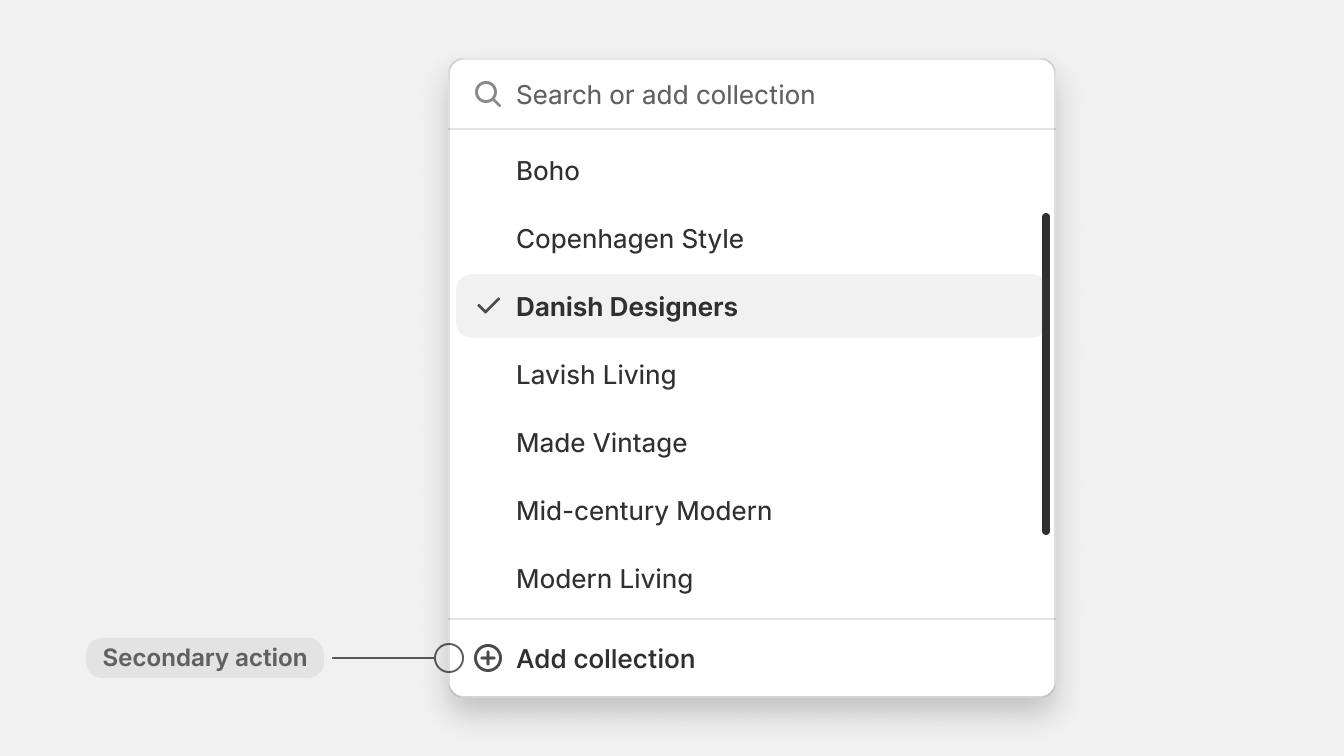 Search or add collection
Boho
Copenhagen Style
Danish Designers
Lavish Living
Made Vintage
Mid-century Modern
Modern Living
Secondary action
Add collection